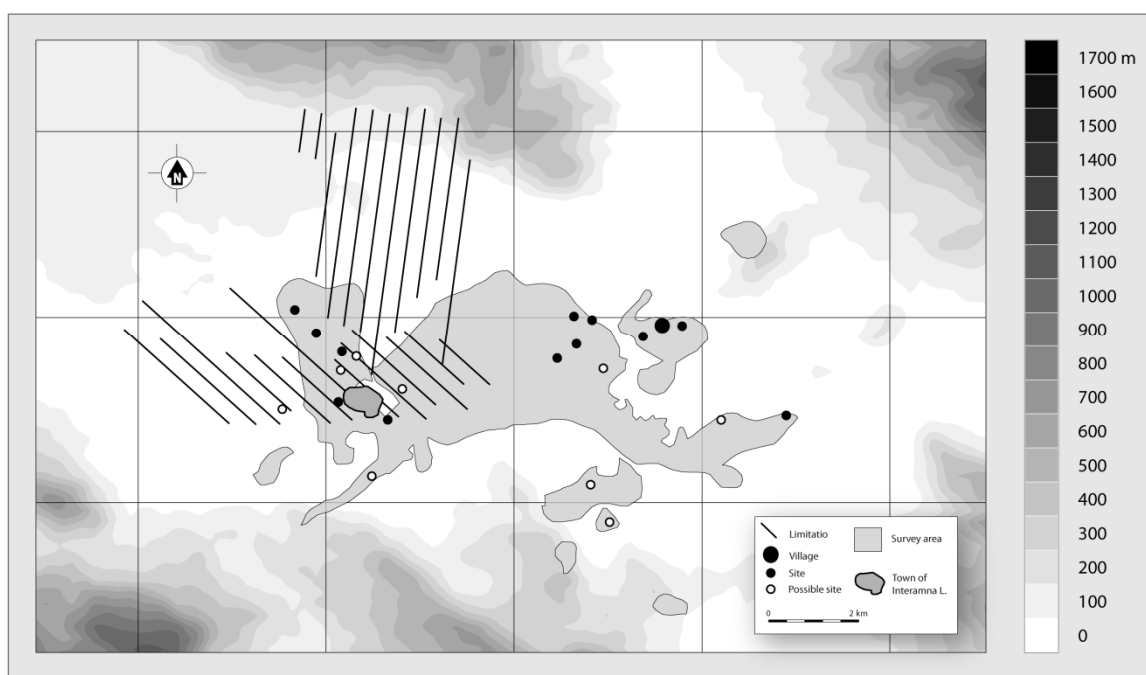 N
1700 m
1600
1500
1400
1300
1200
1100
1000
900
800
700
600
500
400
300
200
100
0
Limitatio
Village
Site
Possible site
Survey area
Town of
Interamna L.
0 2 km